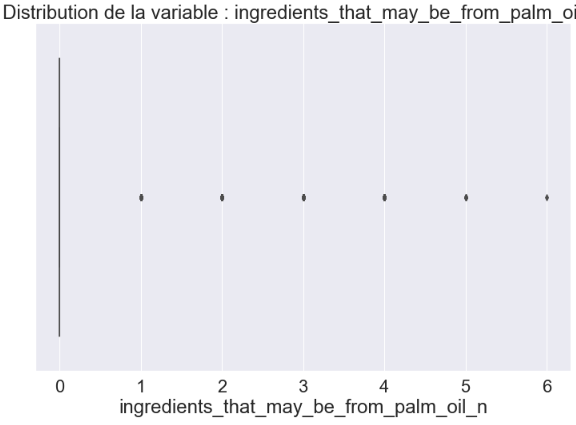 Distribution de la variable : ingredients_that_may_be_from_palm_oi
0 1 2 3 4 5 6
ingredients_that_may_be_from_palm_oil_n